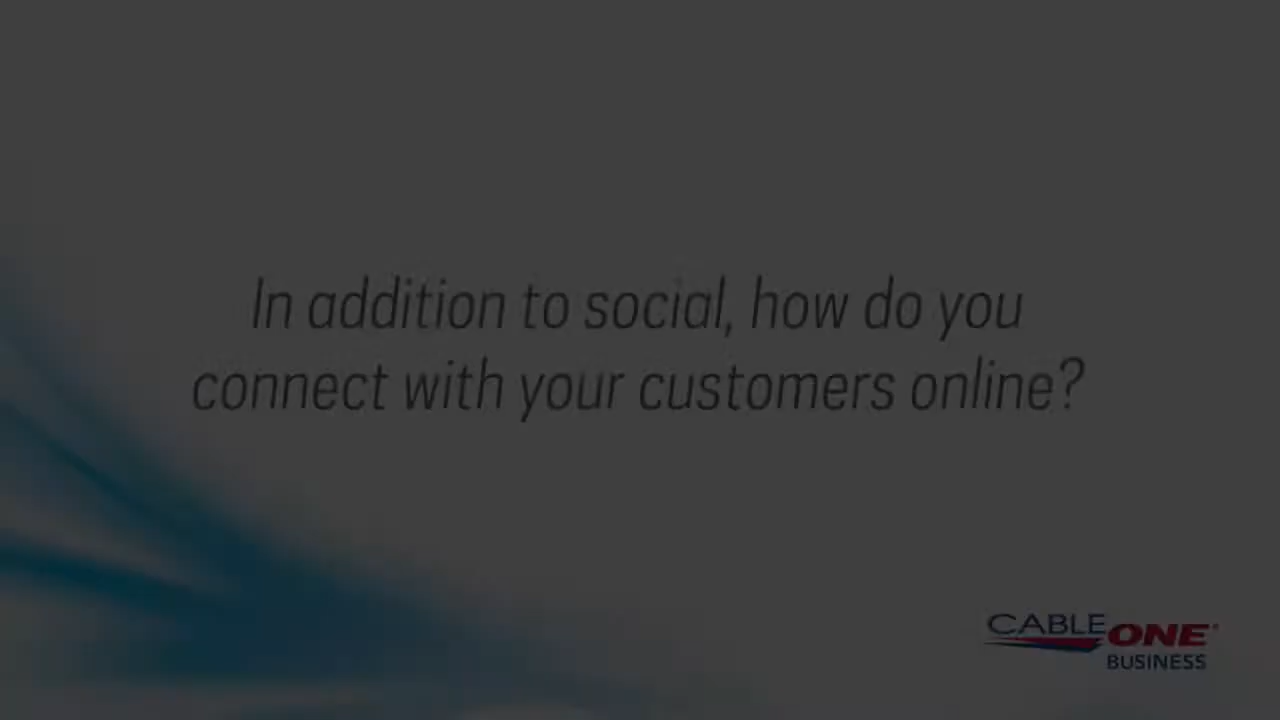 In addition to social, how do you
connect with your customers online?
CABLE ONE®
BUSINESS